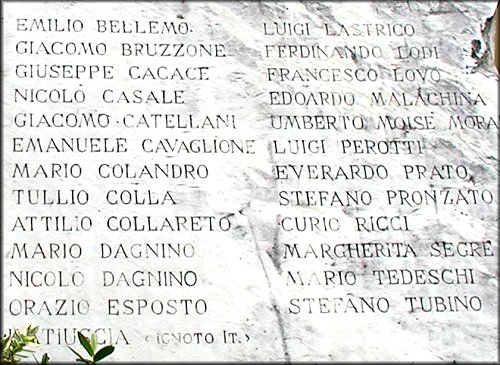 EMILIO BELLEMO
GIACOMO BRUZZONE
GIUSEPPE CACACE
NICOLÒ CASALE
GIACOMO·CATELLANI
EMANUELE CAVAGLIONE
MARIO COLANDRO
TULLIO COLLA
ATTILIO COLLARETO
MARIO DAGNINO
NICOLÒ DAGNINO
ORAZIO ESPOSTO
(IGNOTO IT.)
LUIGI LASTRICO
FERDINANDO LODI
FRANCESCO LOVO
EDOARDO MALACHINA
UMBERTO MOISÈ MORA
LUIGI PEROTTI
EVERARDO PRATO
STEFANO PRONZATO
CURIO RICCI
MARGHERITA SEGRE
MARIO TEDESCHI
STEFANO TUBINO